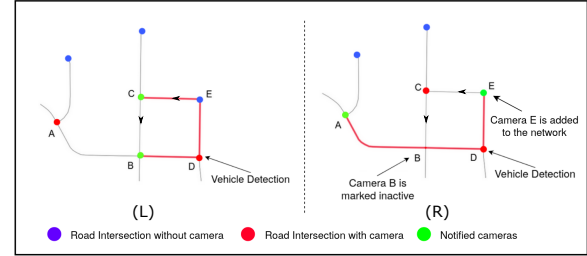 C
E
A
B
D
Vehicle Detection
(L)
C
E
Camera E is added
to the network
A
B
D
Vehicle Detection
Camera B is
marked inactive
(R)
Road Intersection without camera
Road Intersection with camera
Notified cameras